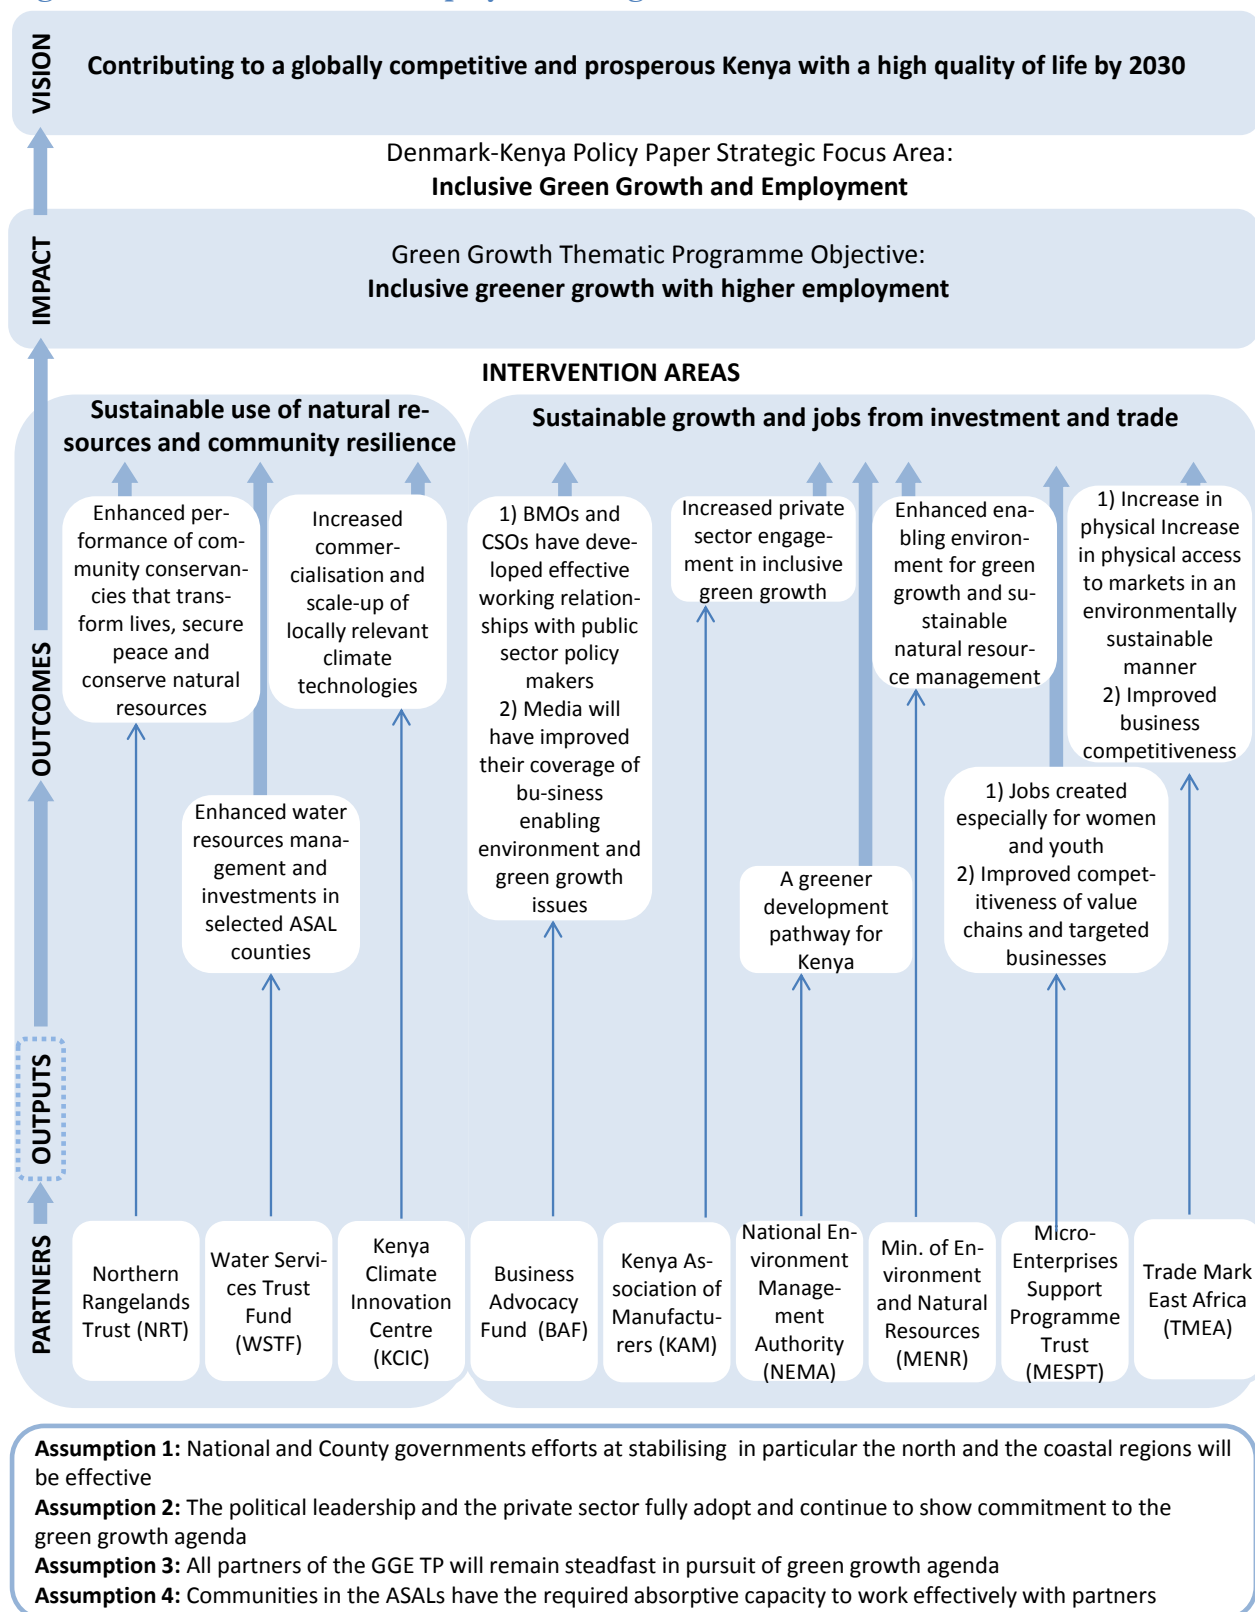 VISION
Contributing to a globally competitive and prosperous Kenya with a high quality of life by 2030
Denmark-Kenya Policy Paper Strategic Focus Area:
Inclusive Green Growth and Employment
IMPACT
Green Growth Thematic Programme Objective:
Inclusive greener growth with higher employment
INTERVENTION AREAS
Sustainable use of natural re-
sources and community resilience
Sustainable growth and jobs from investment and trade
OUTCOMES
Enhanced per-
formance of com-
munity conservan-
cies that trans-
form lives, secure
peace and
conserve natural
resources
Enhanced water
resources mana-
gement and
investments in
selected ASAL
counties
Increased
commer-
cialisation and
scale-up of
locally relevant
climate
technologies
1) BMOs and
CSOs have deve-
loped effective
working relation-
ships with public
sector policy
makers
2) Media will
have improved
their coverage of
bu-siness
enabling
environment and
green growth
issues
Increased private
sector engage-
ment in inclusive
green growth
A greener
development
pathway for
Kenya
Enhanced ena-
bling environ-
ment for green
growth and su-
stainable
natural resour-
ce management
1) Jobs created
especially for women
and youth
2) Improved compet-
itiveness of value
chains and targeted
businesses
1) Increase in
physical Increase
in physical access
to markets in an
environmentally
sustainable
manner
2) Improved
business
competitiveness
OUTPUTS
PARTNERS
Northern
Rangelands
Trust (NRT)
Water Servi-
ces Trust
Fund
(WSTF)
Kenya
Climate
Innovation
Centre
(KCIC)
Business
Advocacy
Fund (BAF)
Kenya As-
sociation of
Manufactu-
rers (KAM)
National En-
vironment
Manage-
ment
Authority
(NEMA)
Min. of En-
vironment
and Natural
Resources
(MENR)
Micro-
Enterprises
Support
Programme
Trust
(MESPT)
Trade Mark
East Africa
(TMEA)
Assumption 1: National and County governments efforts at stabilising in particular the north and the coastal regions will
be effective
Assumption 2: The political leadership and the private sector fully adopt and continue to show commitment to the
green growth agenda
Assumption 3: All partners of the GGE TP will remain steadfast in pursuit of green growth agenda
Assumption 4: Communities in the ASALs have the required absorptive capacity to work effectively with partners